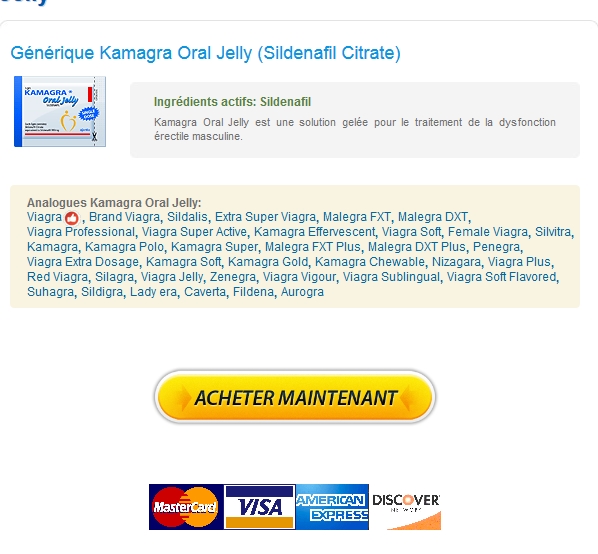 Générique Kamagra Oral Jelly (Sildenafil Citrate)
KAMAGRA
Oral Jelly
Ingrédients actifs: Sildenafil
Kamagra Oral Jelly est une solution gelée pour le traitement de la dysfonction
érectile masculine.
Analogues Kamagra Oral Jelly:
Viagra , Brand Viagra, Sildalis, Extra Super Viagra, Malegra FXT, Malegra DXT,
Viagra Professional, Viagra Super Active, Kamagra Effervescent, Viagra Soft, Female Viagra, Silvitra,
Kamagra, Kamagra Polo, Kamagra Super, Malegra FXT Plus, Malegra DXT Plus, Penegra,
Viagra Extra Dosage, Kamagra Soft, Kamagra Gold, Kamagra Chewable, Nizagara, Viagra Plus,
Red Viagra, Silagra, Viagra Jelly, Zenegra, Viagra Vigour, Viagra Sublingual, Viagra Soft Flavored,
Suhagra, Sildigra, Lady era, Caverta, Fildena, Aurogra
ACHETER MAINTENANT
MasterCard
VISA
AMERICAN
EXPRESS
DISCOVER
NETWORK